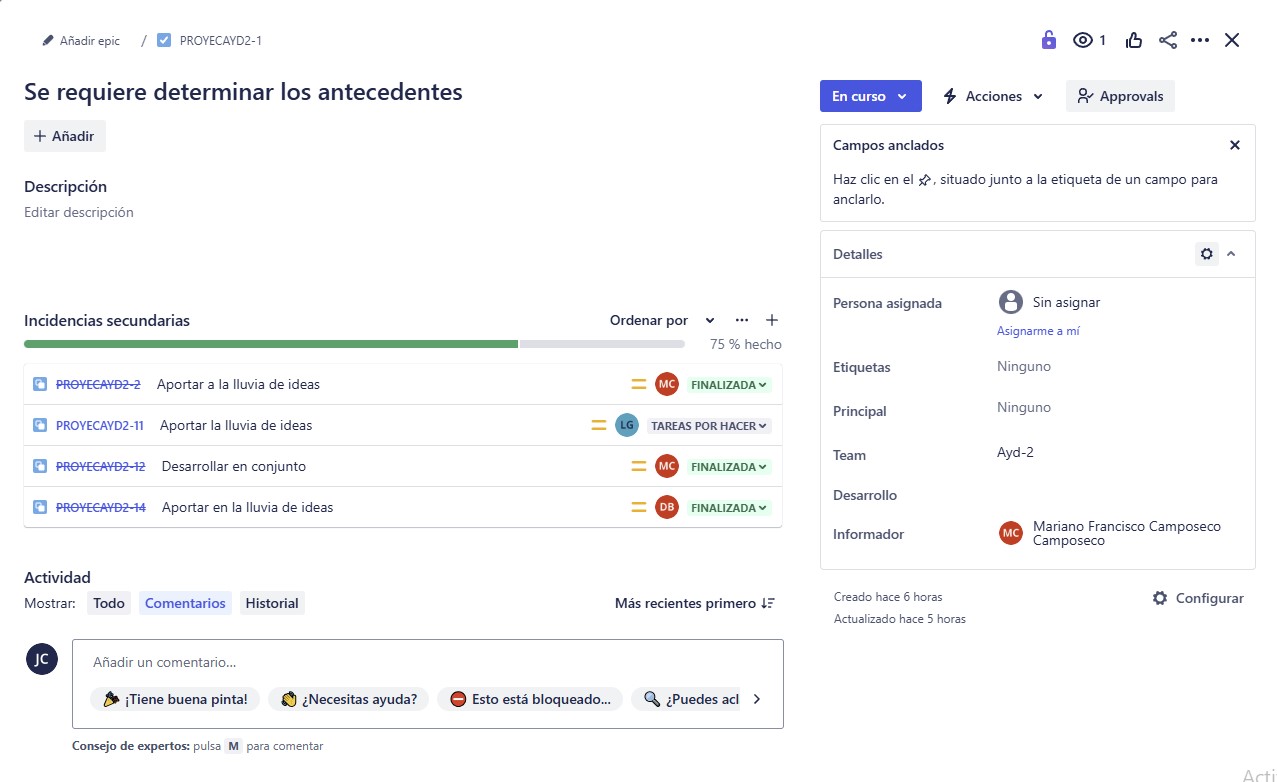 Añadir epic / PROYECAYD2-1
1
Se requiere determinar los antecedentes
Añadir
Descripción
Editar descripción
Incidencias secundarias
Ordenar por
75 % hecho
PROYECAYD2-2 Aportar a la lluvia de ideas MC FINALIZADA
PROYECAYD2-11 Aportar la lluvia de ideas LG TAREAS POR HACER
PROYECAYD2-12 Desarrollar en conjunto MC FINALIZADA
PROYECAYD2-14 Aportar en la lluvia de ideas DB FINALIZADA
Actividad
Mostrar: Todo Comentarios Historial Más recientes primero
JC
Añadir un comentario...
¡Tiene buena pinta! ¿Necesitas ayuda? Esto está bloqueado... ¿Puedes acl
Consejo de expertos: pulsa M para comentar
En curso Acciones Approvals
Campos anclados
Haz clic en el , situado junto a la etiqueta de un campo para
anclarlo.
Detalles
Persona asignada Sin asignar
Asignarme a mí
Etiquetas Ninguno
Principal Ninguno
Team Ayd-2
Desarrollo
Informador MC Mariano Francisco Camposeco
Camposeco
Creado hace 6 horas
Configurar
Actualizado hace 5 horas
Acti